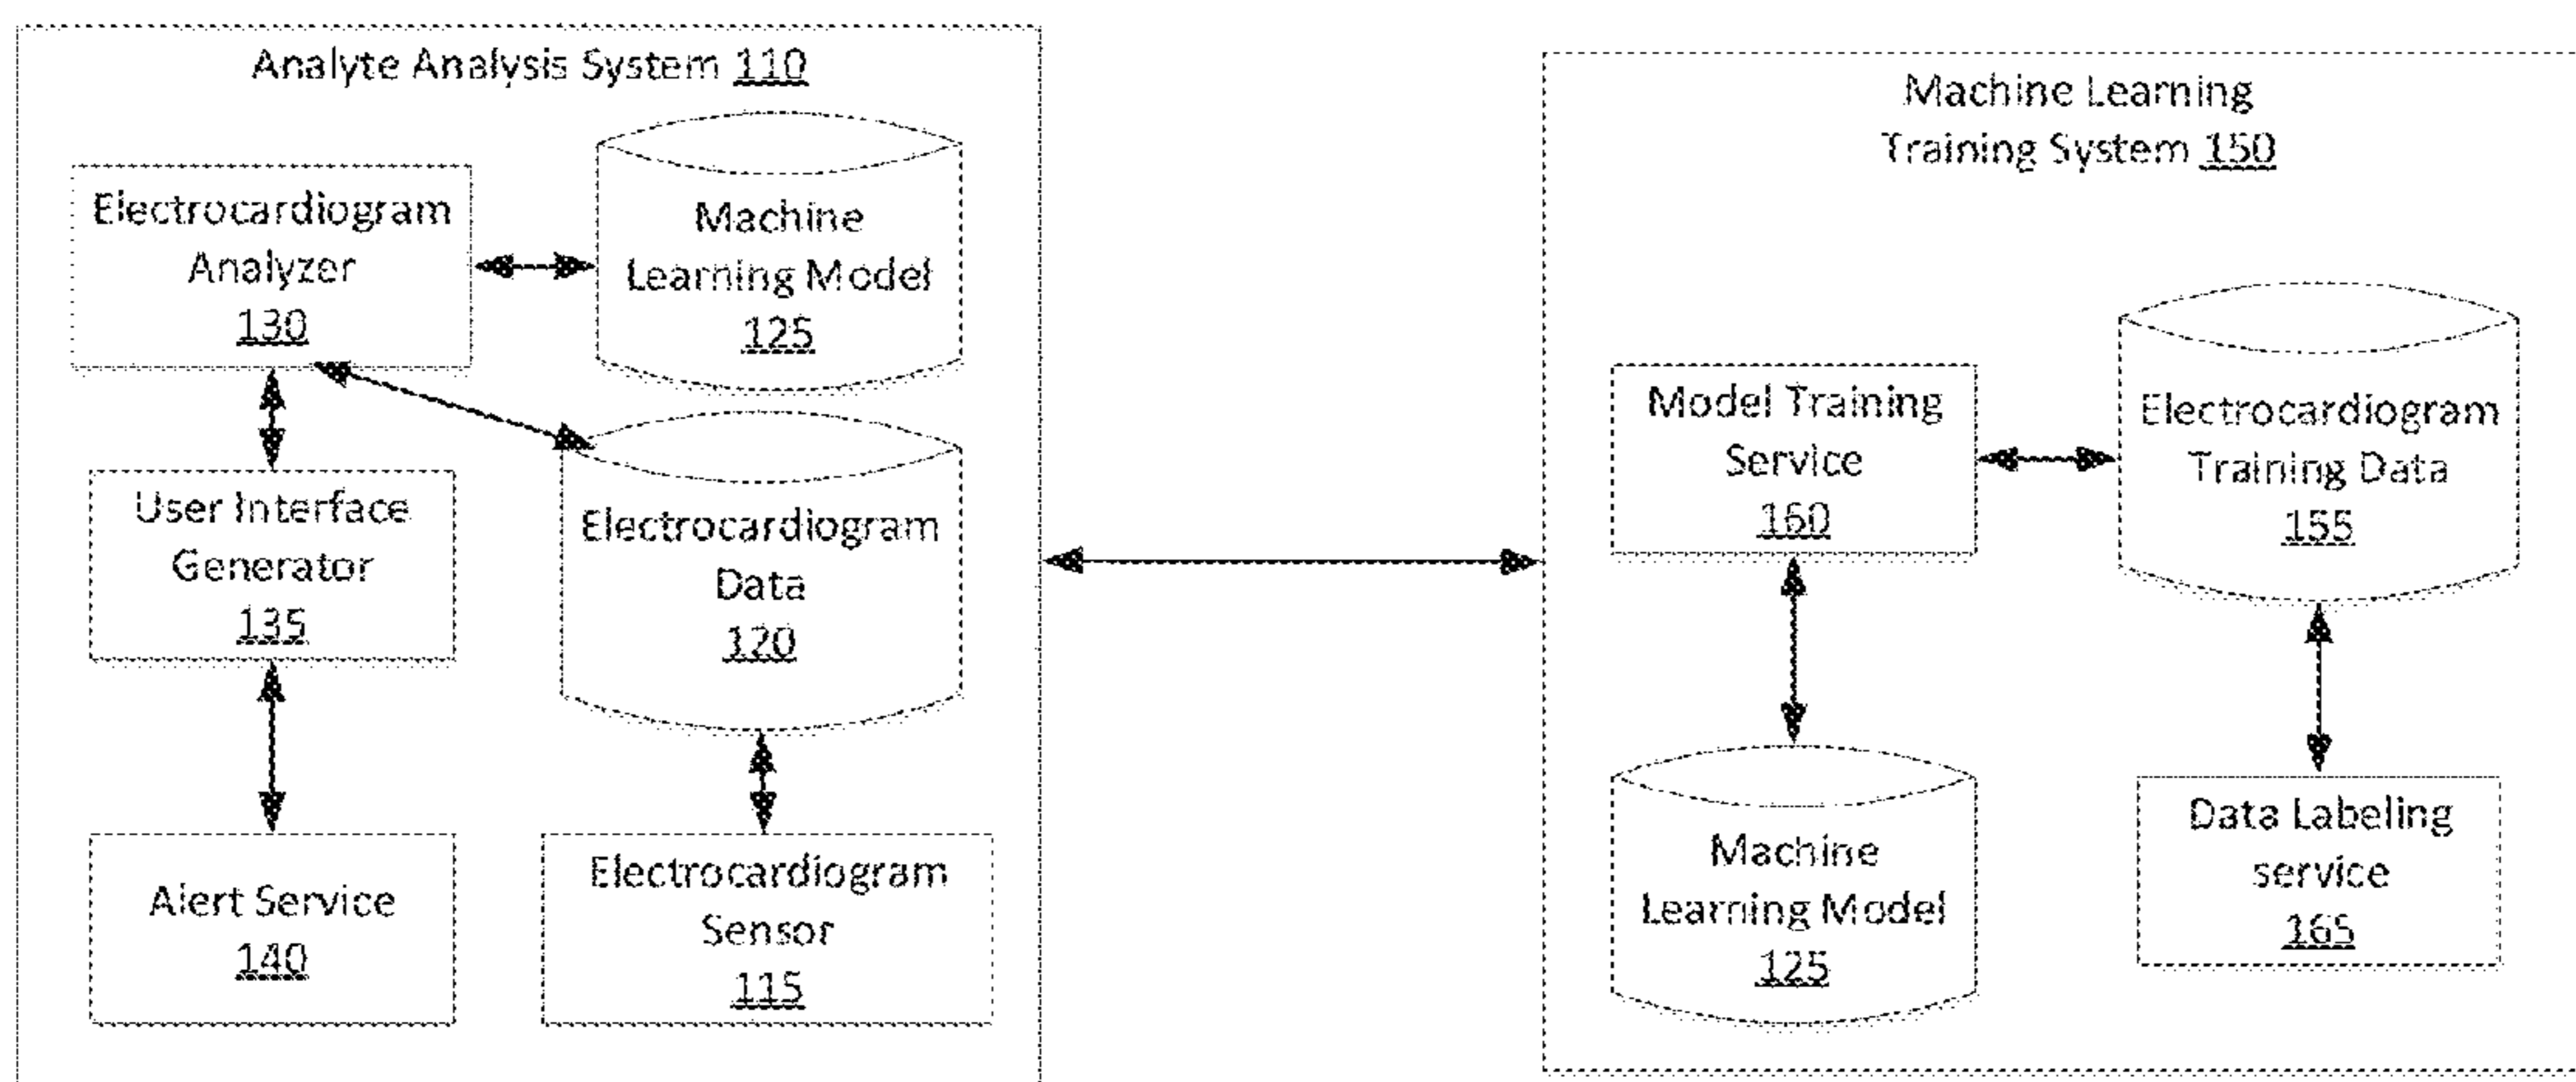 Analyte Analysis System 110
Electrocardiogram
Analyzer
130
Machine
Learning Model
125
User Interface
Generator
135
Electrocardiogram
Data
120
Alert Service
140
Electrocardiogram
Sensor
115
Machine Learning
Training System 150
Model Training
Service
160
Electrocardiogram
Training Data
155
Machine
Learning Model
125
Data Labeling
service
165